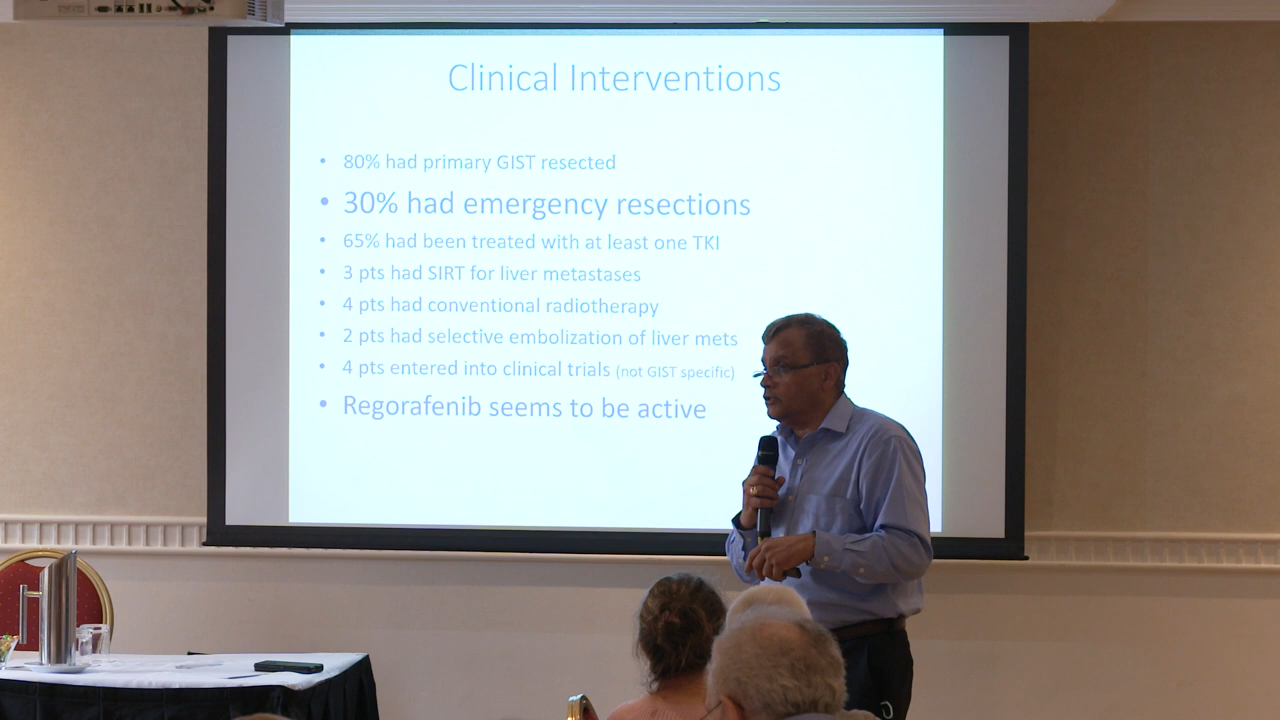 Clinical Interventions
• 80% had primary GIST resected
• 30% had emergency resections
• 65% had been treated with at least one TKI
• 3 pts had SIRT for liver metastases
• 4 pts had conventional radiotherapy
• 2 pts had selective embolization of liver mets
• 4 pts entered into clinical trials (not GIST specific)
• Regorafenib seems to be active